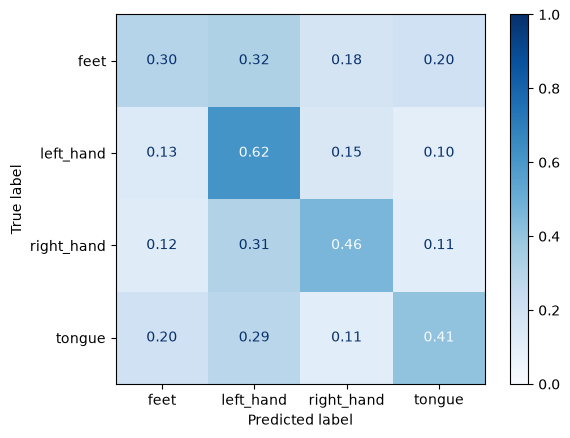 feet 0.30 0.32 0.18 0.20
left_hand 0.13 0.62 0.15 0.10
right_hand 0.12 0.31 0.46 0.11
tongue 0.20 0.29 0.11 0.41
feet left_hand right_hand tongue
Predicted label
True label
1.0
0.8
0.6
0.4
0.2
0.0